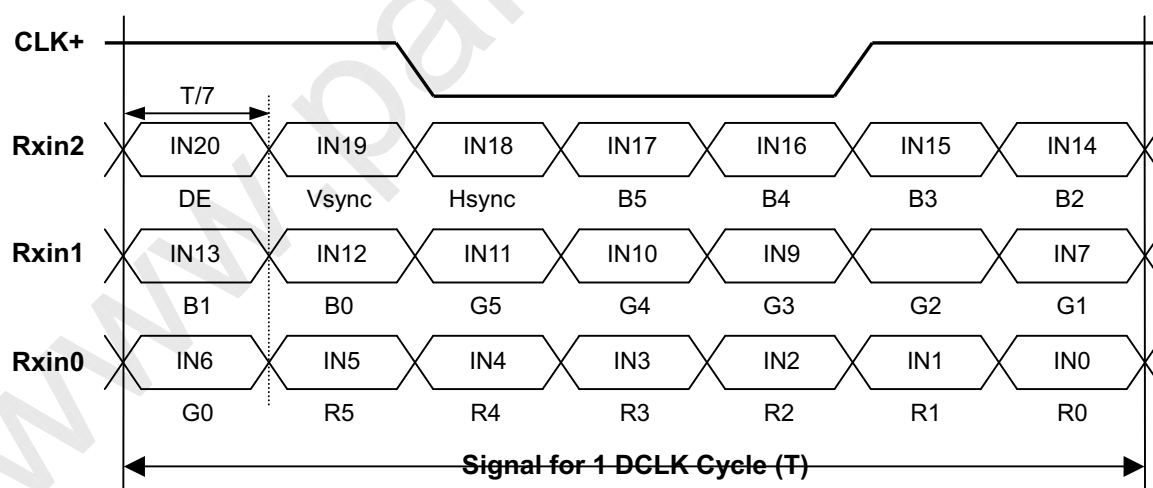 CLK+
T/7
Rxin2 IN20 IN19 IN18 IN17 IN16 IN15 IN14
DE Vsync Hsync B5 B4 B3 B2
Rxin1 IN13 IN12 IN11 IN10 IN9 IN7
B1 B0 G5 G4 G3 G2 G1
Rxin0 IN6 IN5 IN4 IN3 IN2 IN1 IN0
G0 R5 R4 R3 R2 R1 R0
Signal for 1 DCLK Cycle (T)
www.pa